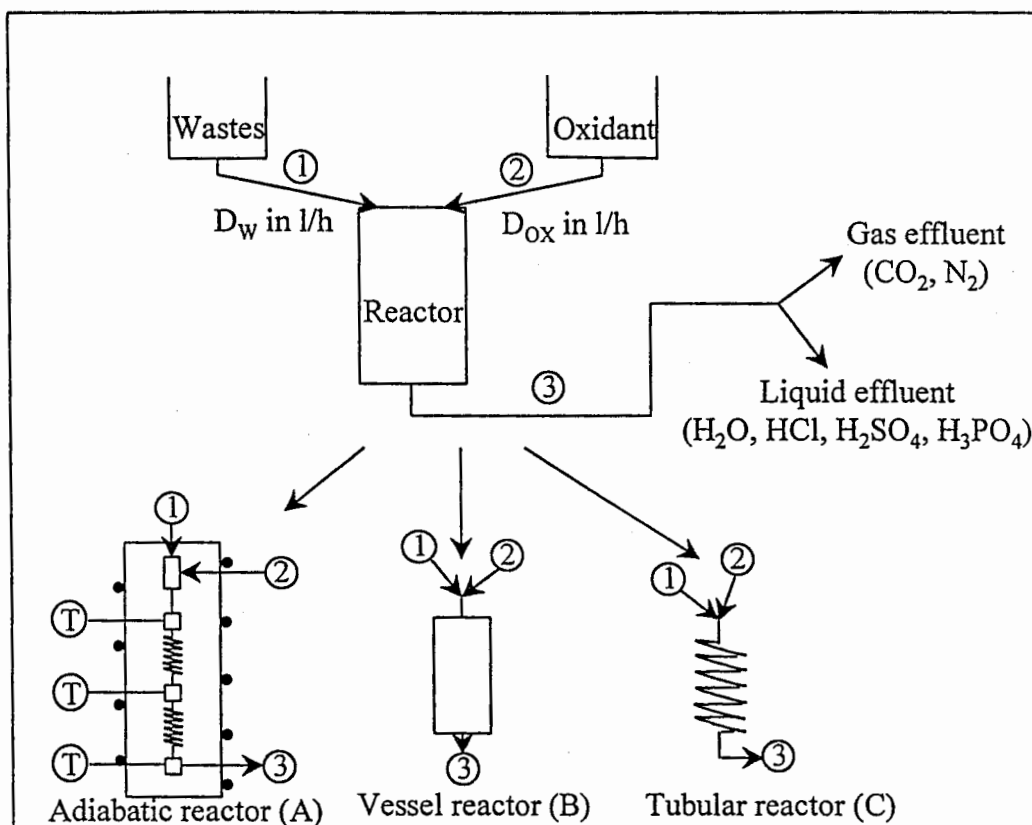 Wastes
Oxidant
①
②
D_W in l/h
D_OX in l/h
Gas effluent
(CO₂, N₂)
Reactor
③
Liquid effluent
(H₂O, HCl, H₂SO₄, H₃PO₄)
①
②
T
T
T
③
Adiabatic reactor (A)
①
②
③
Vessel reactor (B)
①
②
③
Tubular reactor (C)